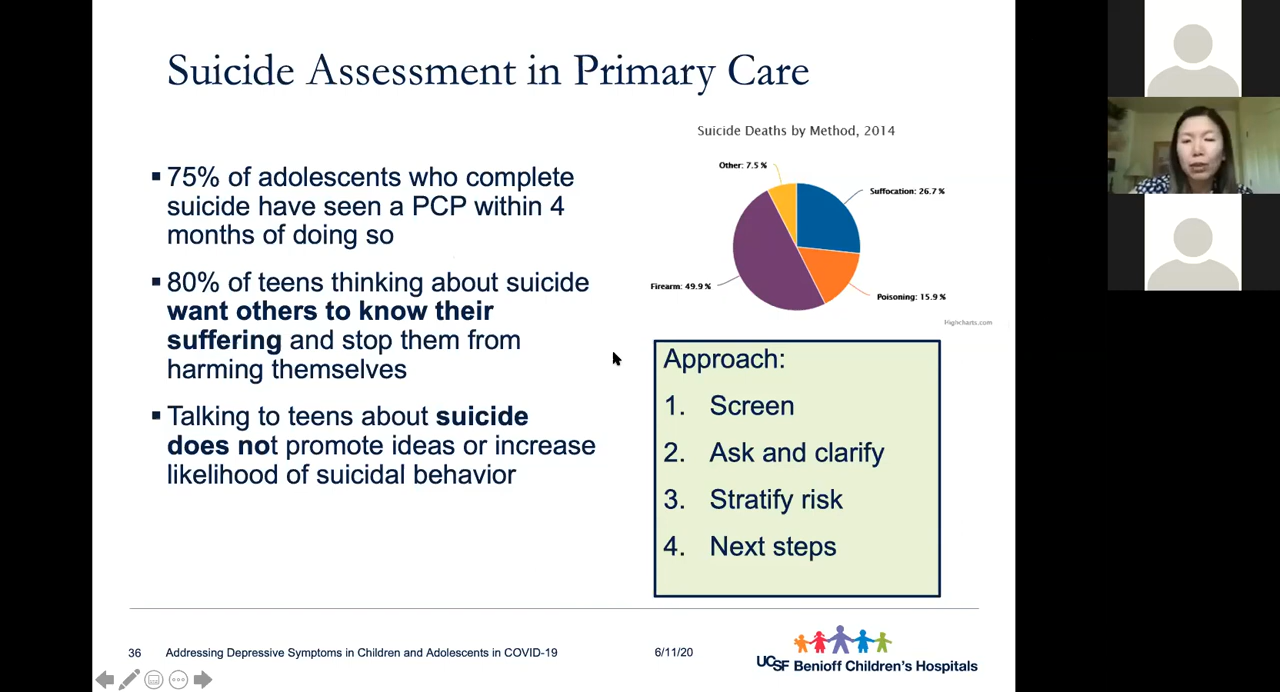 Suicide Assessment in Primary Care
▪ 75% of adolescents who complete
suicide have seen a PCP within 4
months of doing so
▪ 80% of teens thinking about suicide
want others to know their
suffering and stop them from
harming themselves
▪ Talking to teens about suicide
does not promote ideas or increase
likelihood of suicidal behavior
Suicide Deaths by Method, 2014
Other: 7.5 %
Suffocation: 26.7 %
Firearm: 49.9 %
Poisoning: 15.9 %
Highcharts.com
Approach:
1. Screen
2. Ask and clarify
3. Stratify risk
4. Next steps
36 Addressing Depressive Symptoms in Children and Adolescents in COVID-19 6/11/20
UCSF Benioff Children's Hospitals